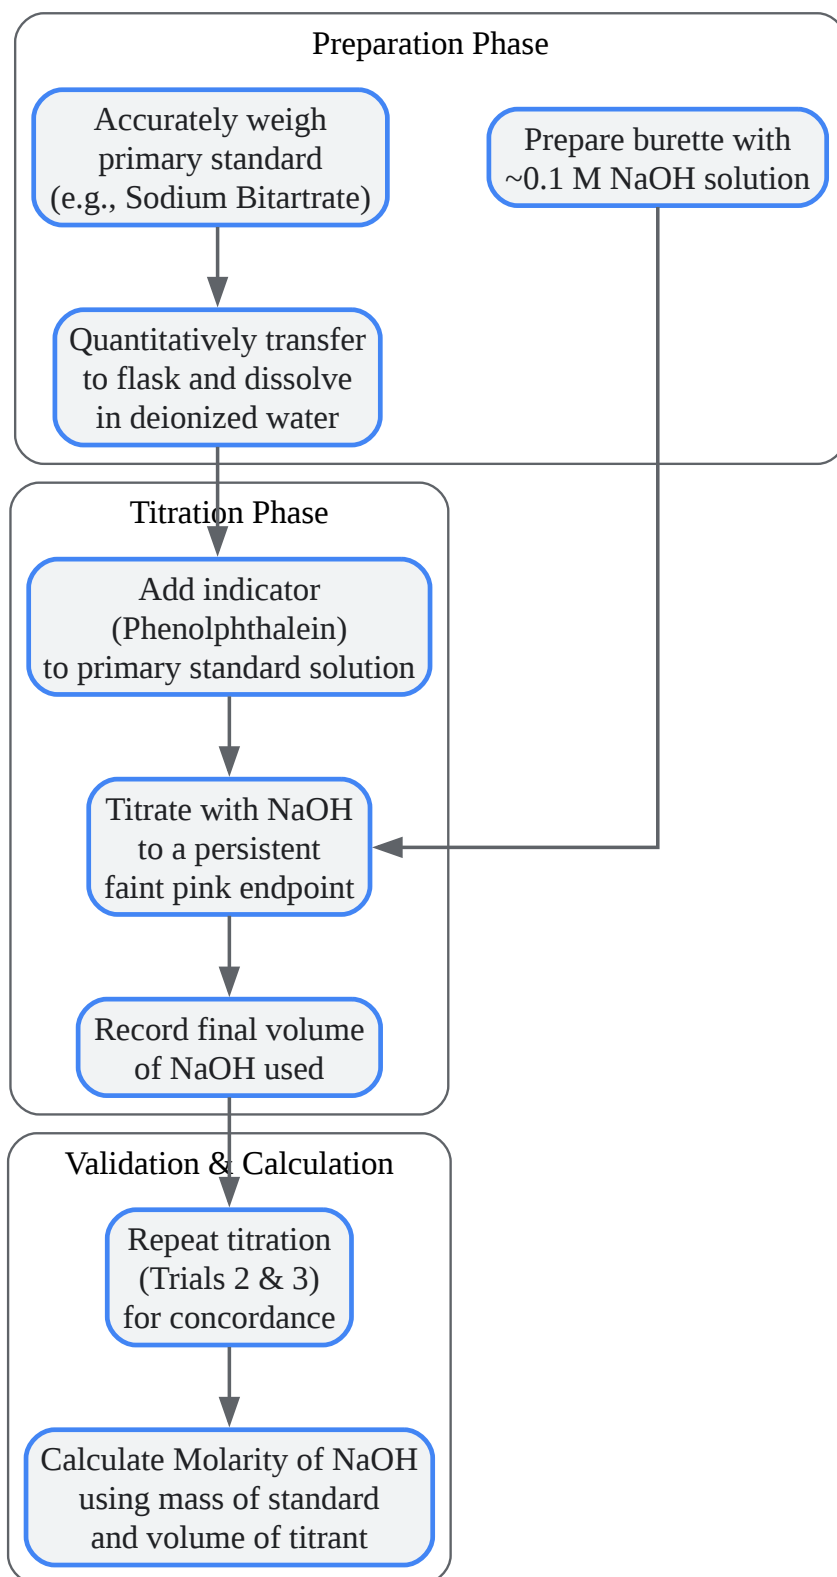 Preparation Phase
Accurately weigh
primary standard
(e.g., Sodium Bitartrate)
Prepare burette with
~0.1 M NaOH solution
Quantitatively transfer
to flask and dissolve
in deionized water
Titration Phase
Add indicator
(Phenolphthalein)
to primary standard solution
Titrate with NaOH
to a persistent
faint pink endpoint
Record final volume
of NaOH used
Validation & Calculation
Repeat titration
(Trials 2 & 3)
for concordance
Calculate Molarity of NaOH
using mass of standard
and volume of titrant